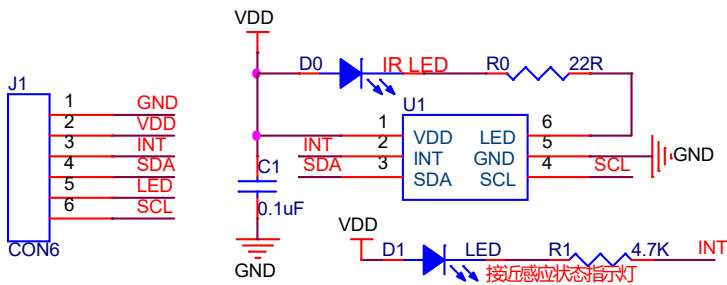 VDD
D0 IR LED R0 22R
J1
U1
1 GND
2 VDD
3 INT
4 SDA
5 LED
6 SCL
CON6
1 VDD LED 6
INT 2 INT GND 5 GND
SDA 3 SDA SCL 4 SCL
C1
0.1uF
GND
VDD
D1 LED R1 4.7K INT
接近感应状态指示灯